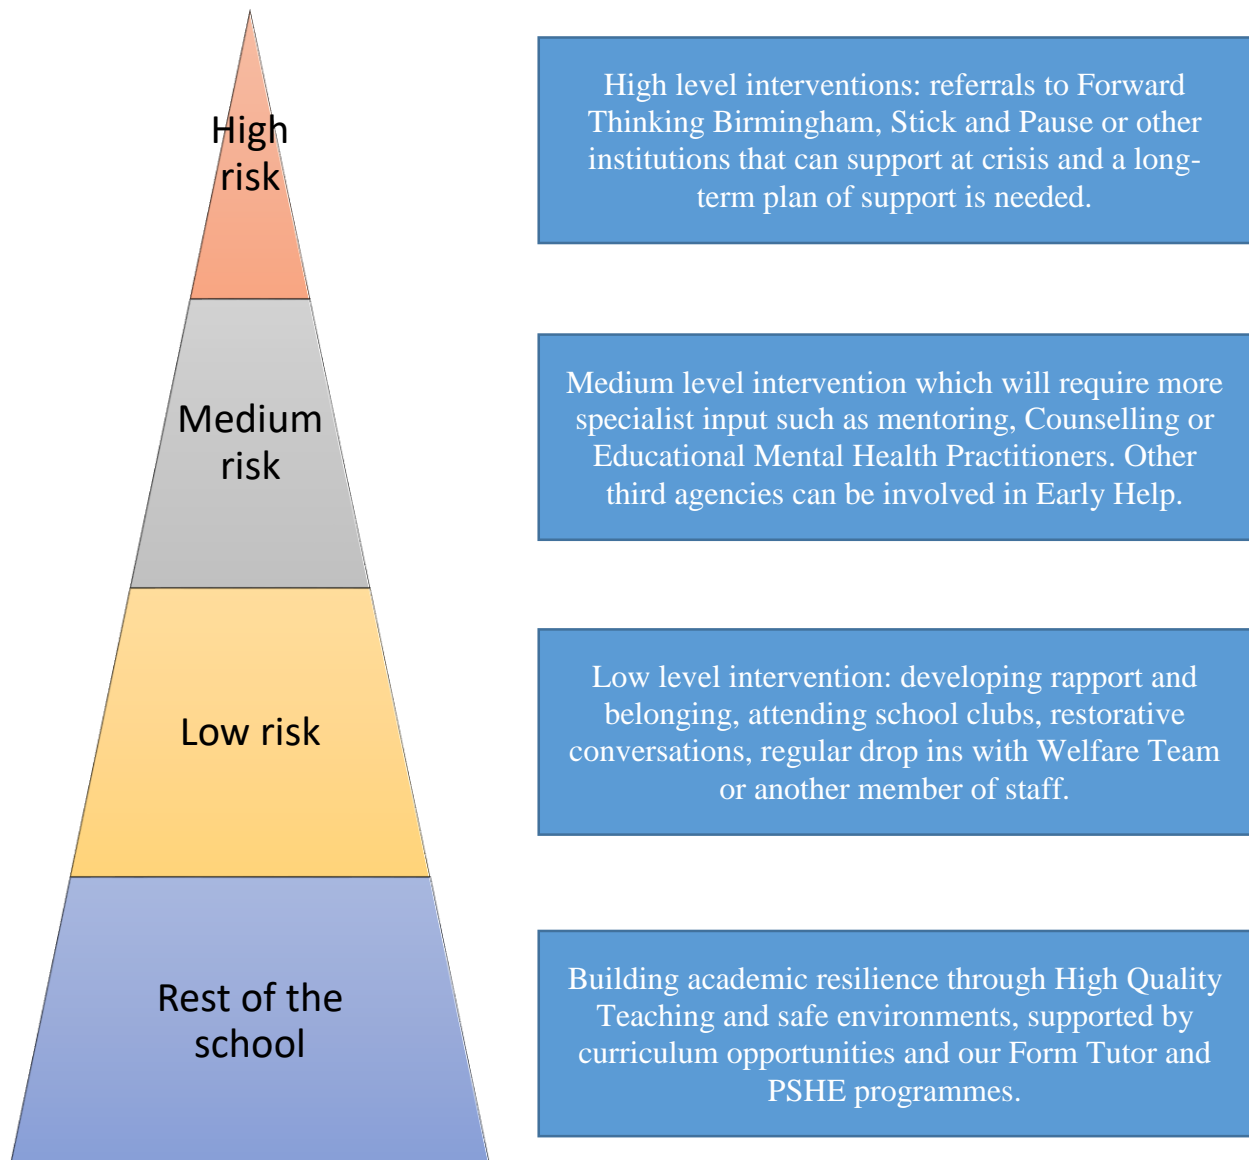 High
risk
High level interventions: referrals to Forward
Thinking Birmingham, Stick and Pause or other
institutions that can support at crisis and a long-
term plan of support is needed.
Medium
risk
Medium level intervention which will require more
specialist input such as mentoring, Counselling or
Educational Mental Health Practitioners. Other
third agencies can be involved in Early Help.
Low risk
Low level intervention: developing rapport and
belonging, attending school clubs, restorative
conversations, regular drop ins with Welfare Team
or another member of staff.
Rest of the
school
Building academic resilience through High Quality
Teaching and safe environments, supported by
curriculum opportunities and our Form Tutor and
PSHE programmes.